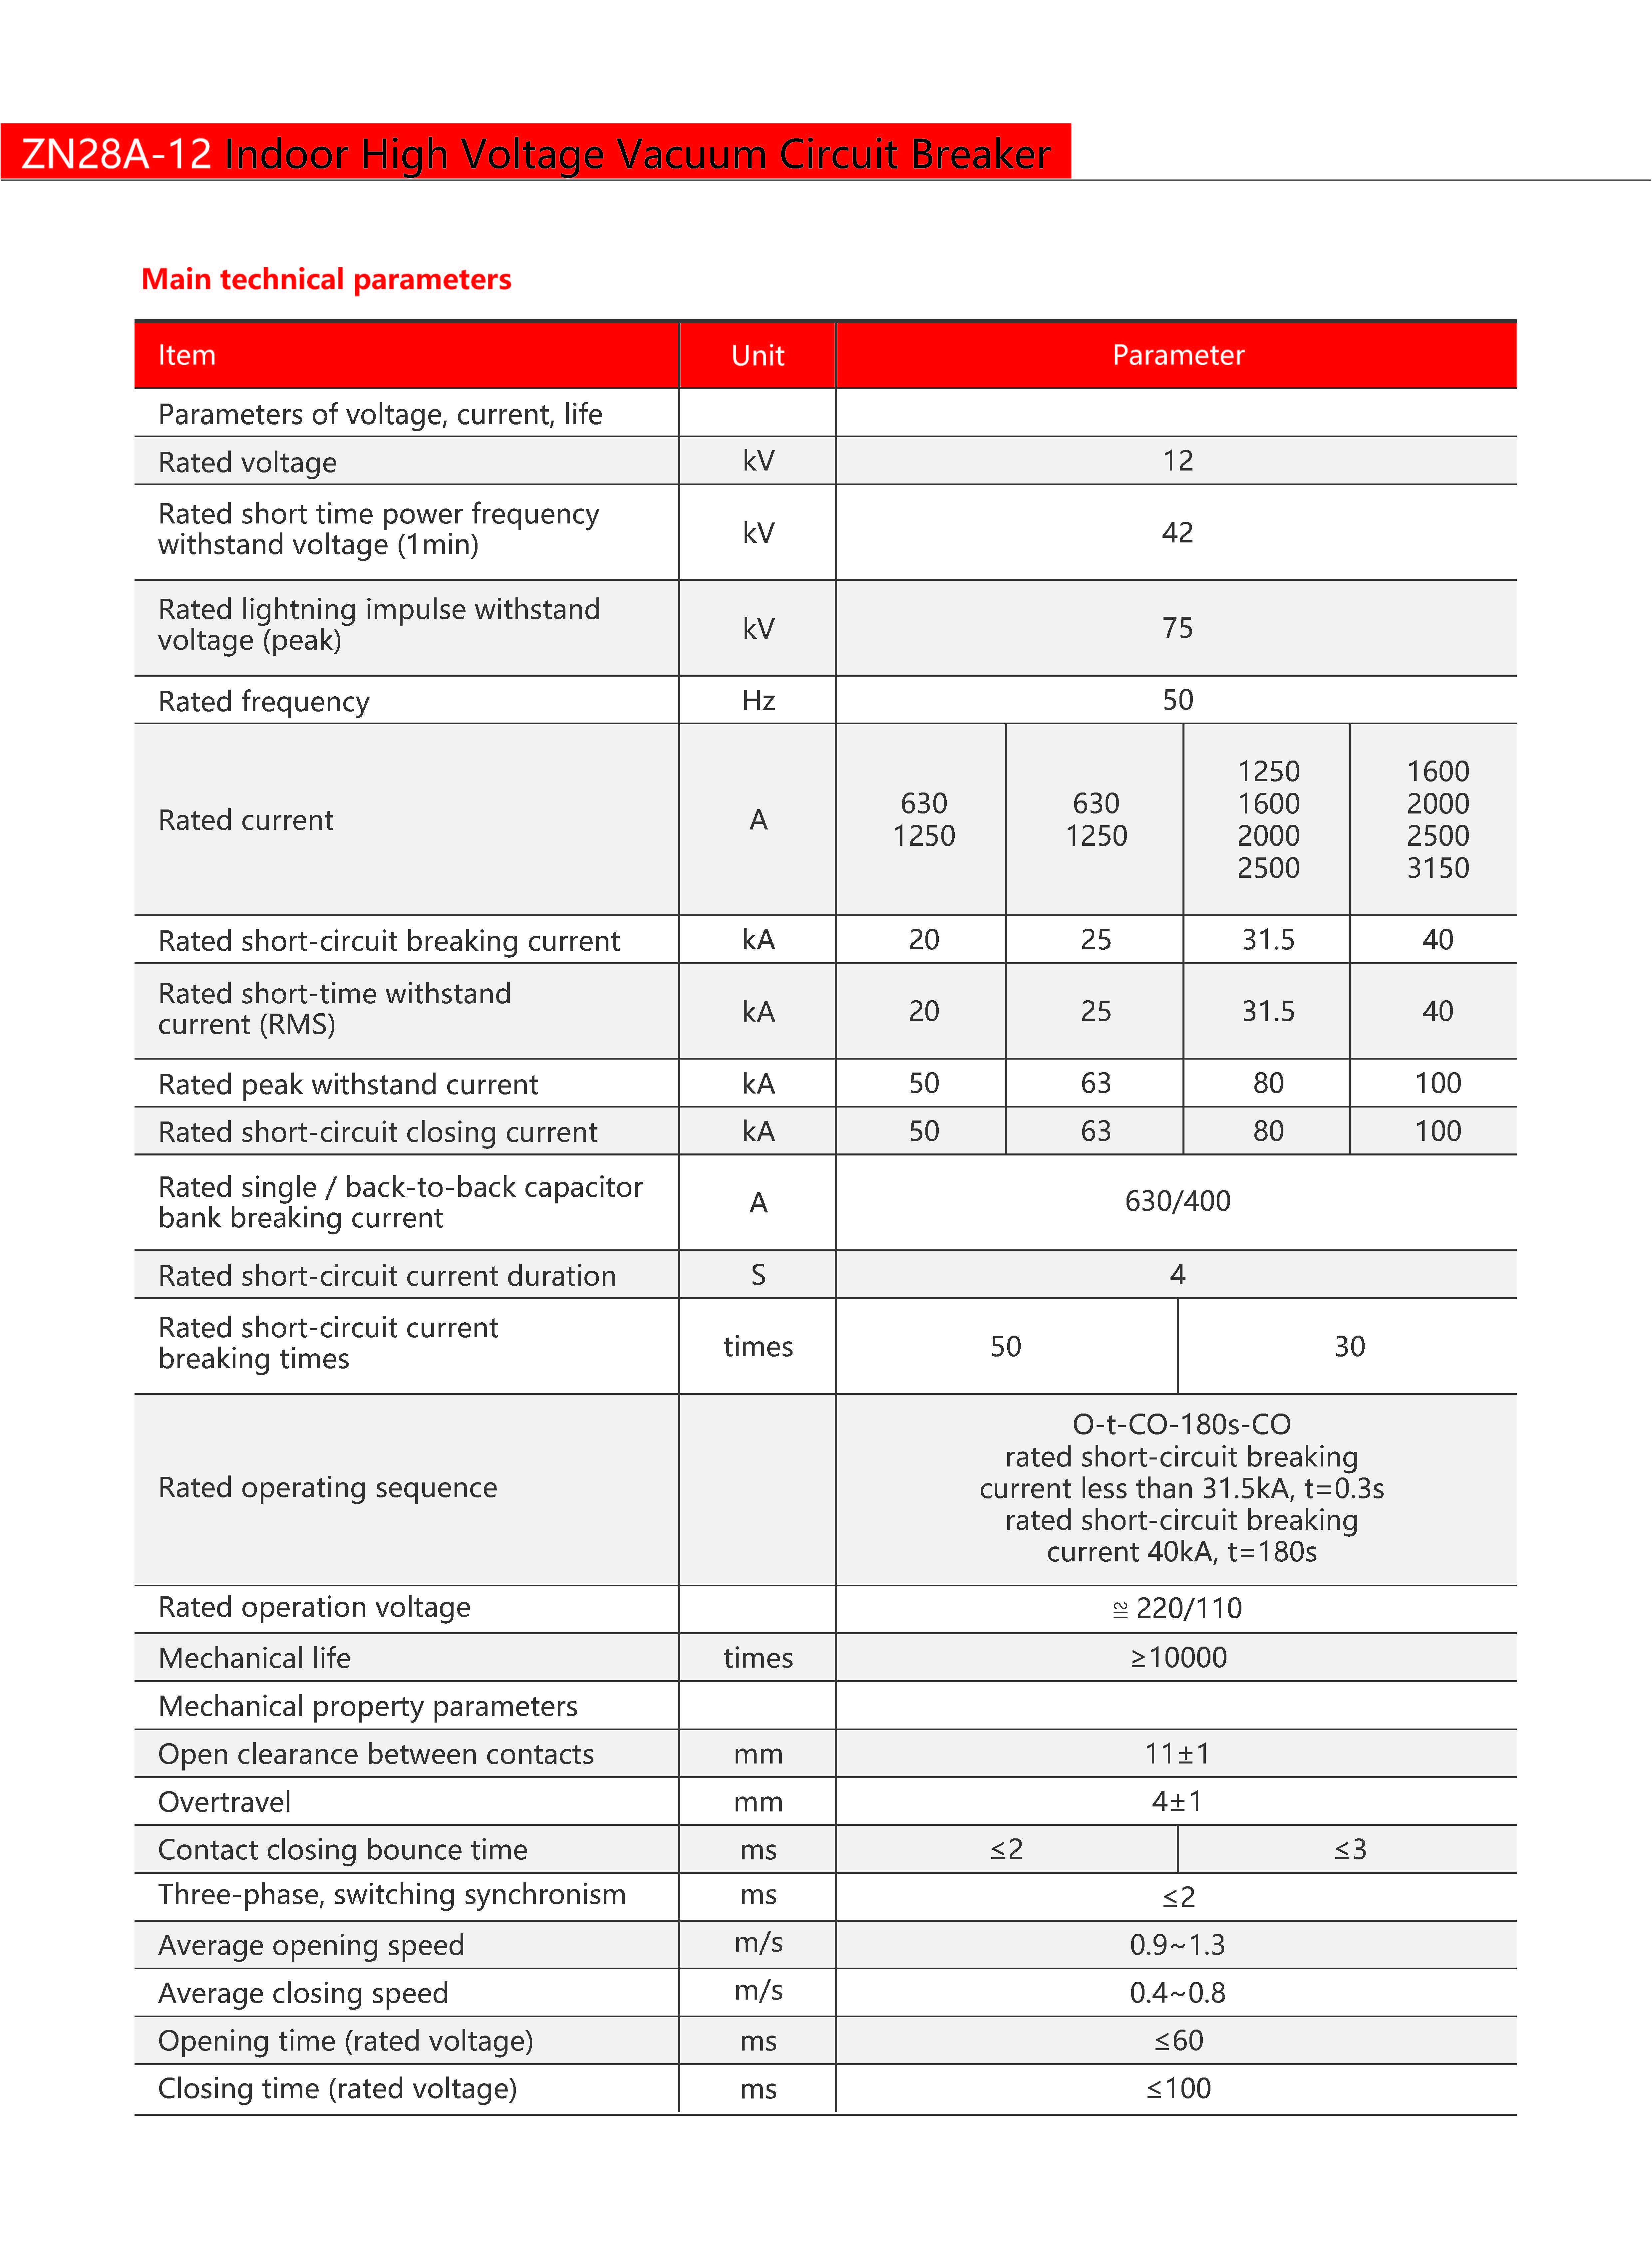 ZN28A-12 Indoor High Voltage Vacuum Circuit Breaker
Main technical parameters
Item Unit Parameter
Parameters of voltage, current, life
Rated voltage kV 12
Rated short time power frequency
withstand voltage (1min) kV 42
Rated lightning impulse withstand
voltage (peak) kV 75
Rated frequency Hz 50
Rated current A
630
1250
630
1250
1250
1600
2000
2500
1600
2000
2500
3150
Rated short-circuit breaking current kA 20 25 31.5 40
Rated short-time withstand
current (RMS) kA 20 25 31.5 40
Rated peak withstand current kA 50 63 80 100
Rated short-circuit closing current kA 50 63 80 100
Rated single / back-to-back capacitor
bank breaking current A 630/400
Rated short-circuit current duration S 4
Rated short-circuit current
breaking times times 50 30
Rated operating sequence
O-t-CO-180s-CO
rated short-circuit breaking
current less than 31.5kA, t=0.3s
rated short-circuit breaking
current 40kA, t=180s
Rated operation voltage ≌ 220/110
Mechanical life times ≥10000
Mechanical property parameters
Open clearance between contacts mm 11±1
Overtravel mm 4±1
Contact closing bounce time ms ≤2 ≤3
Three-phase, switching synchronism ms ≤2
Average opening speed m/s 0.9~1.3
Average closing speed m/s 0.4~0.8
Opening time (rated voltage) ms ≤60
Closing time (rated voltage) ms ≤100